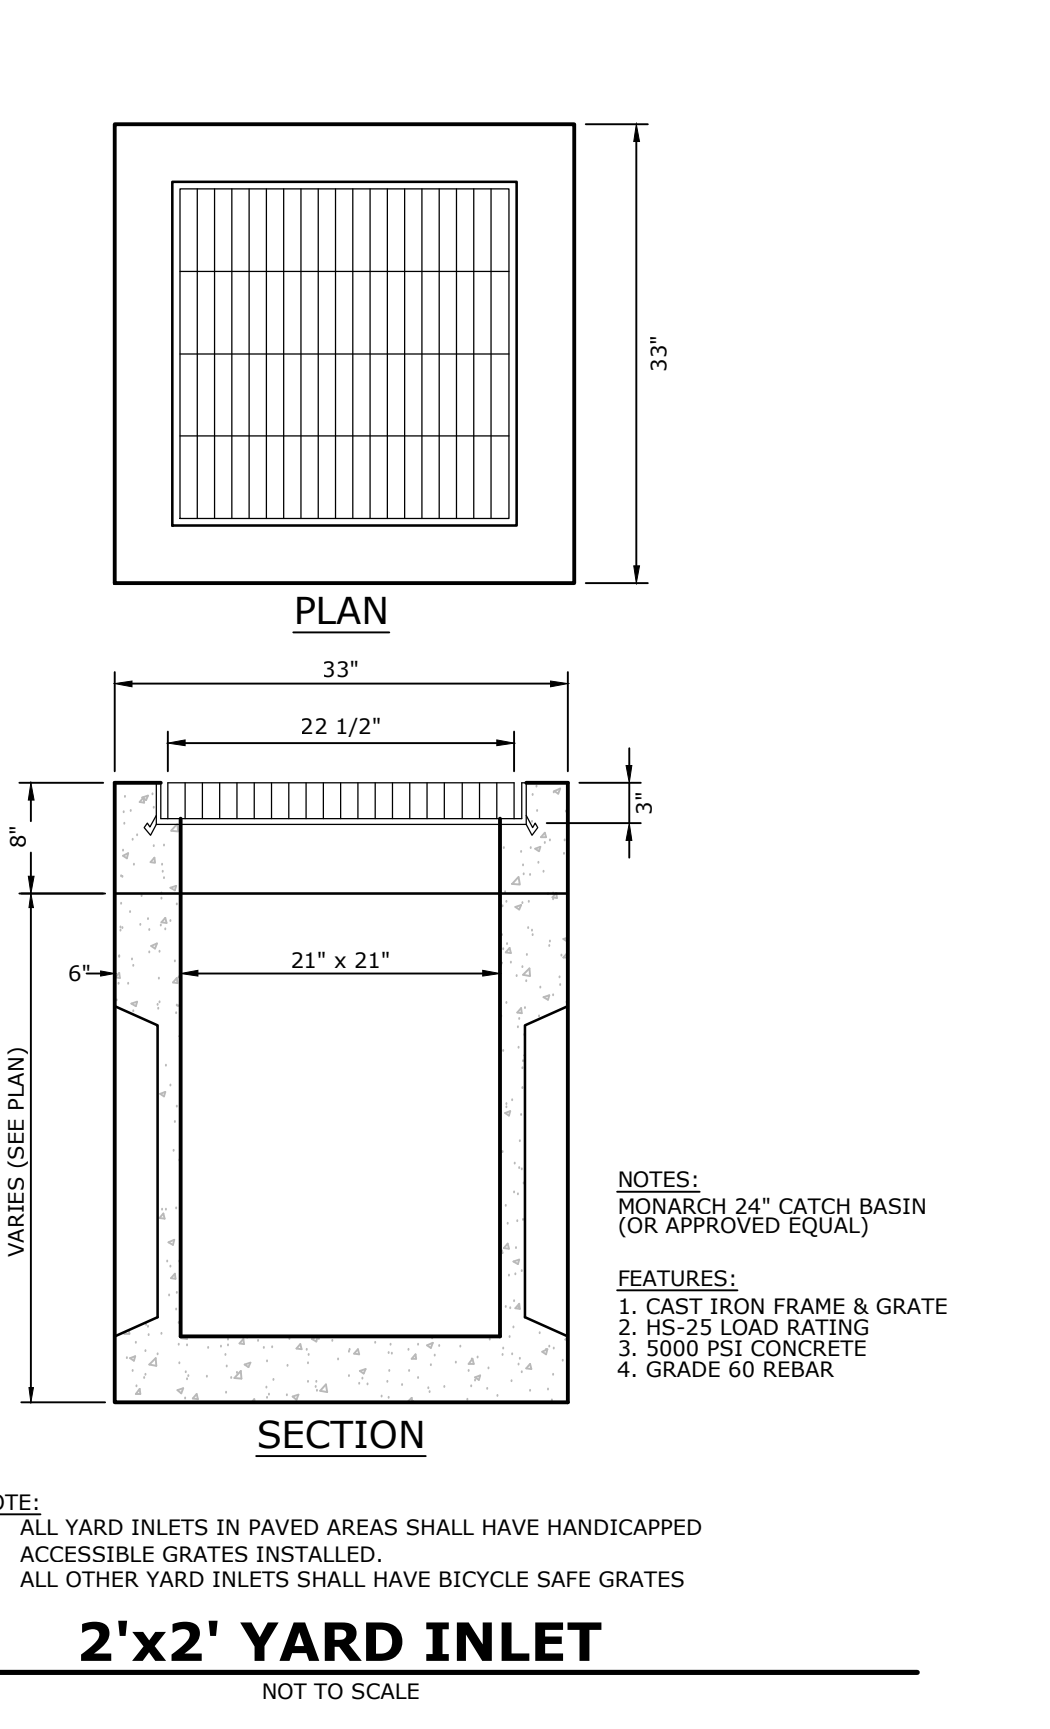 33"
PLAN
33"
22 1/2"
3"
8"
21" x 21"
6"
VARIES (SEE PLAN)
NOTES:
MONARCH 24" CATCH BASIN
(OR APPROVED EQUAL)
FEATURES:
1. CAST IRON FRAME & GRATE
2. HS-25 LOAD RATING
3. 5000 PSI CONCRETE
4. GRADE 60 REBAR
SECTION
OTE:
ALL YARD INLETS IN PAVED AREAS SHALL HAVE HANDICAPPED
ACCESSIBLE GRATES INSTALLED.
ALL OTHER YARD INLETS SHALL HAVE BICYCLE SAFE GRATES
2'x2' YARD INLET
NOT TO SCALE